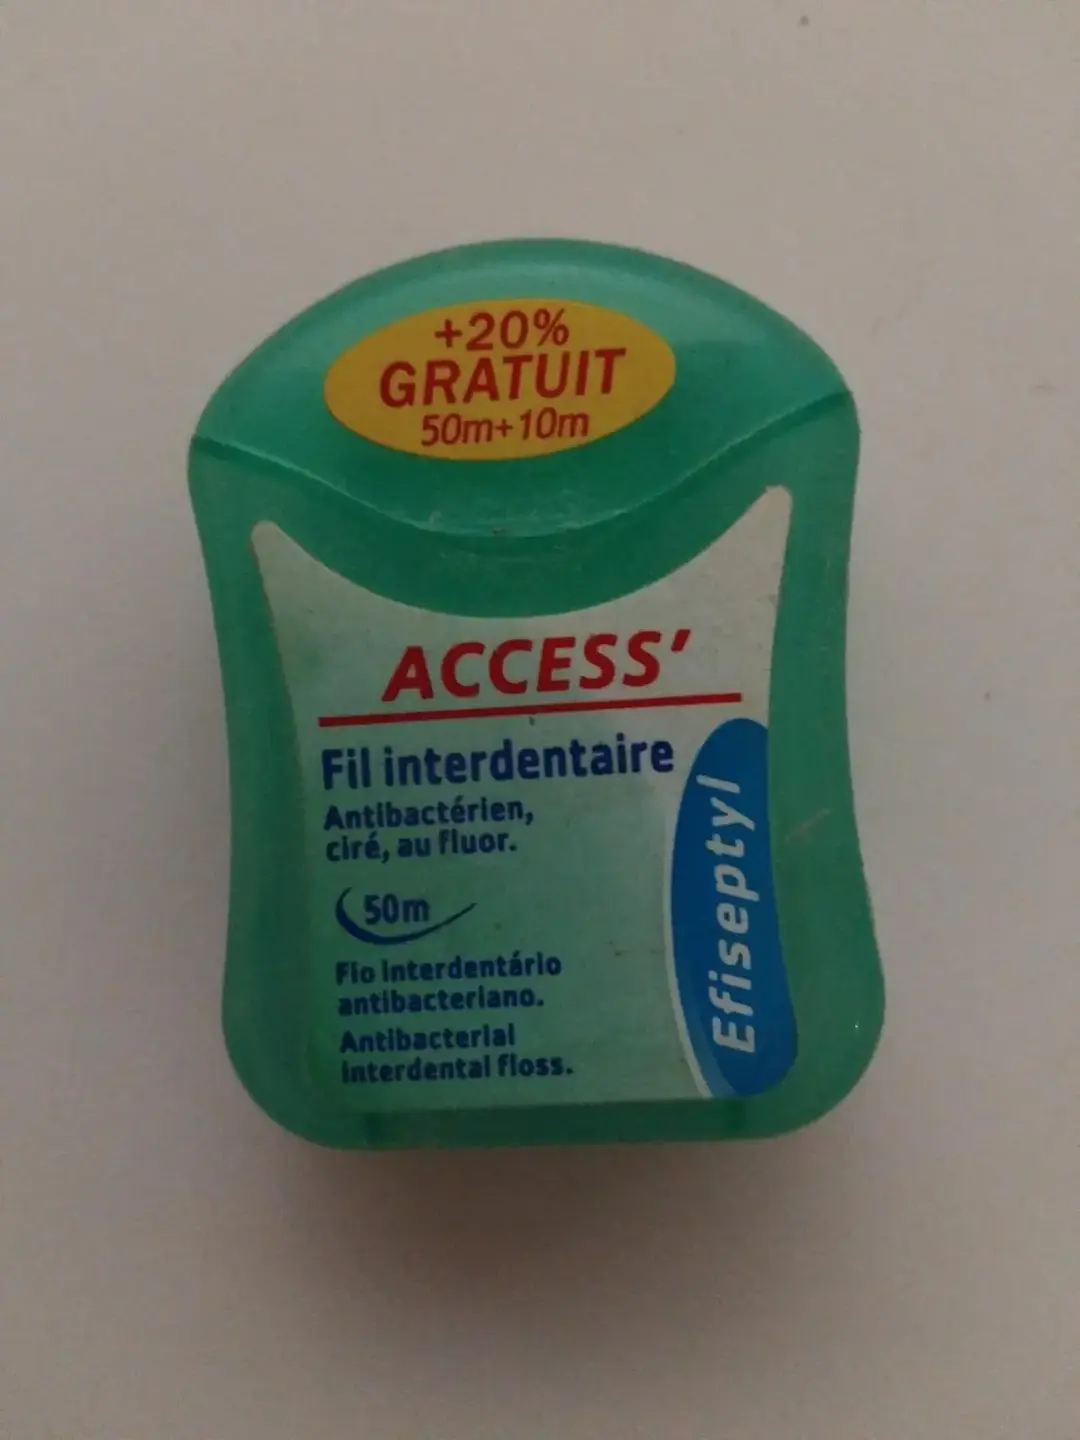 +20%
GRATUIT
50m+10m
ACCESS’
Fil interdentaire
Antibactérien,
ciré, au fluor.
50m
Fio interdentário
antibacteriano.
Antibacterial
interdental floss.
Efiseptyl